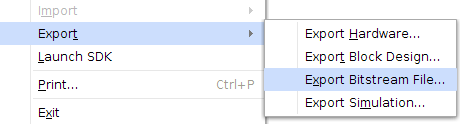 Import
Export
Launch SDK
Print... Ctrl+P
Exit
Export Hardware...
Export Block Design...
Export Bitstream File...
Export Simulation...